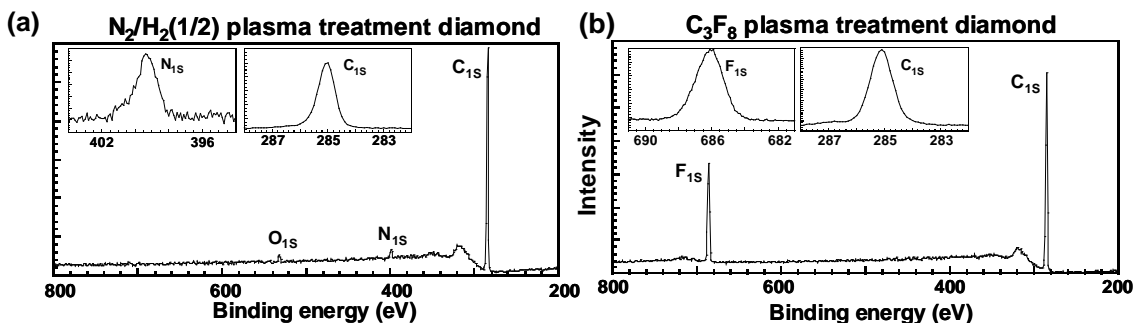 (a)
N2/H2(1/2) plasma treatment diamond
N1S
402 396
C1S
287 285 283
C1S
O1S
N1S
800 600 400 200
Binding energy (eV)
(b)
C3F8 plasma treatment diamond
F1S
690 686 682
C1S
287 285 283
C1S
F1S
Intensity
800 600 400 200
Binding energy (eV)